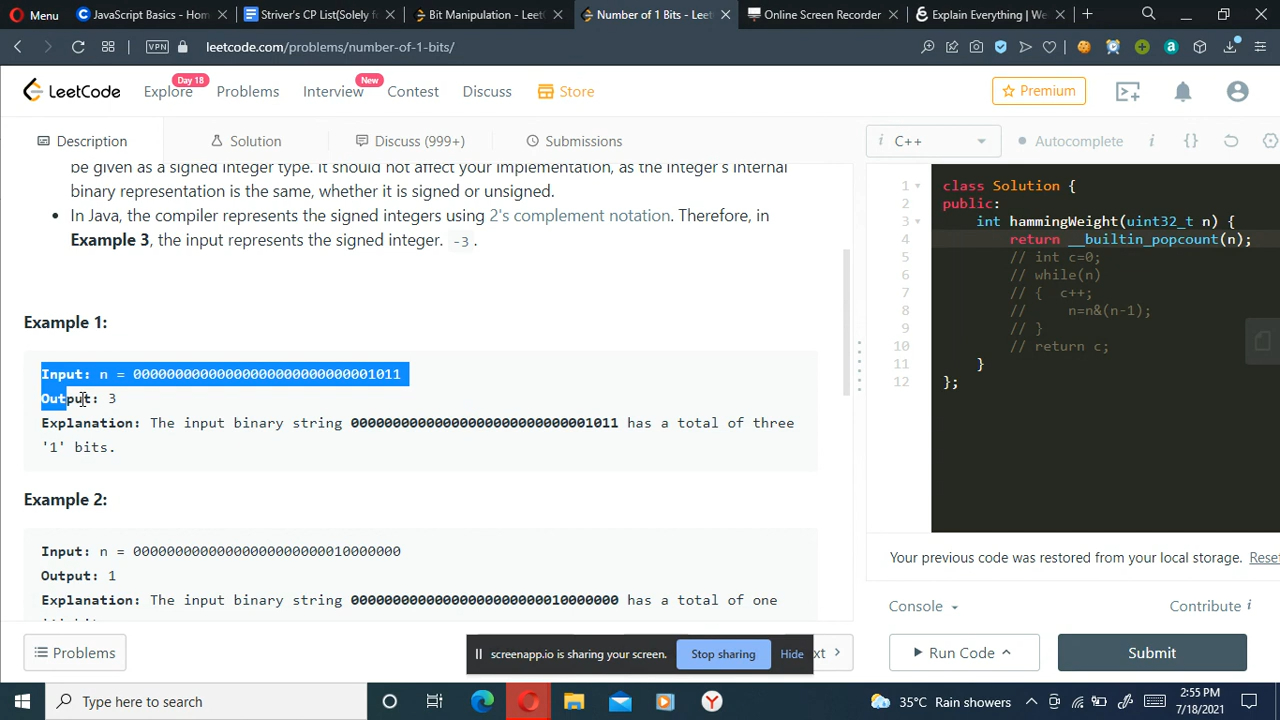 Menu
JavaScript Basics - Hom
Striver's CP List(Solely fo
Bit Manipulation - LeetC
Number of 1 Bits - Leet
Online Screen Recorder
Explain Everything | We
VPN
leetcode.com/problems/number-of-1-bits/
LeetCode
Explore
Day 18
Problems
Interview
New
Contest
Discuss
Store
Premium
Description
Solution
Discuss (999+)
Submissions
C++
Autocomplete
be given as a signed integer type. It should not affect your implementation, as the integer's internal
binary representation is the same, whether it is signed or unsigned.
• In Java, the compiler represents the signed integers using 2's complement notation. Therefore, in
Example 3, the input represents the signed integer. -3.
Example 1:
Input: n = 00000000000000000000000000001011
Output: 3
Explanation: The input binary string 00000000000000000000000000001011 has a total of three
'1' bits.
Example 2:
Input: n = 00000000000000000000000010000000
Output: 1
Explanation: The input binary string 00000000000000000000000010000000 has a total of one
1 class Solution {
2 public:
3 int hammingWeight(uint32_t n) {
4 return __builtin_popcount(n);
5 // int c=0;
6 // while(n)
7 // { c++;
8 // n=n&(n-1);
9 // }
10 // return c;
11 }
12 };
Your previous code was restored from your local storage. Reset
Console
Contribute i
Problems
screenapp.io is sharing your screen.
Stop sharing
Hide
xt >
Run Code
Submit
Type here to search
35°C Rain showers
2:55 PM
7/18/2021